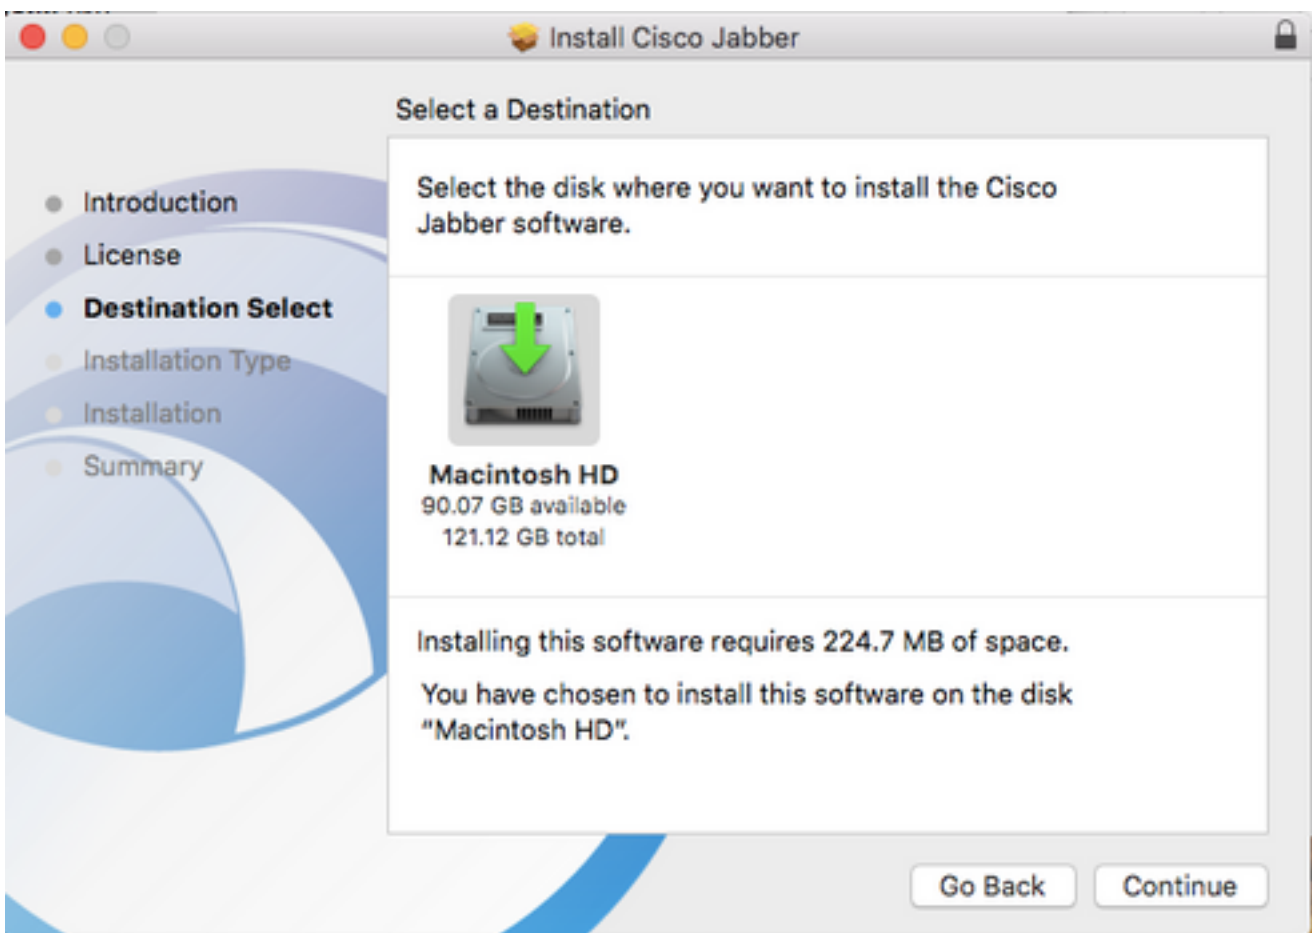 Install Cisco Jabber
Select a Destination
Introduction
License
Destination Select
Installation Type
Installation
Summary
Select the disk where you want to install the Cisco
Jabber software.
Macintosh HD
90.07 GB available
121.12 GB total
Installing this software requires 224.7 MB of space.
You have chosen to install this software on the disk
“Macintosh HD”.
Go Back
Continue